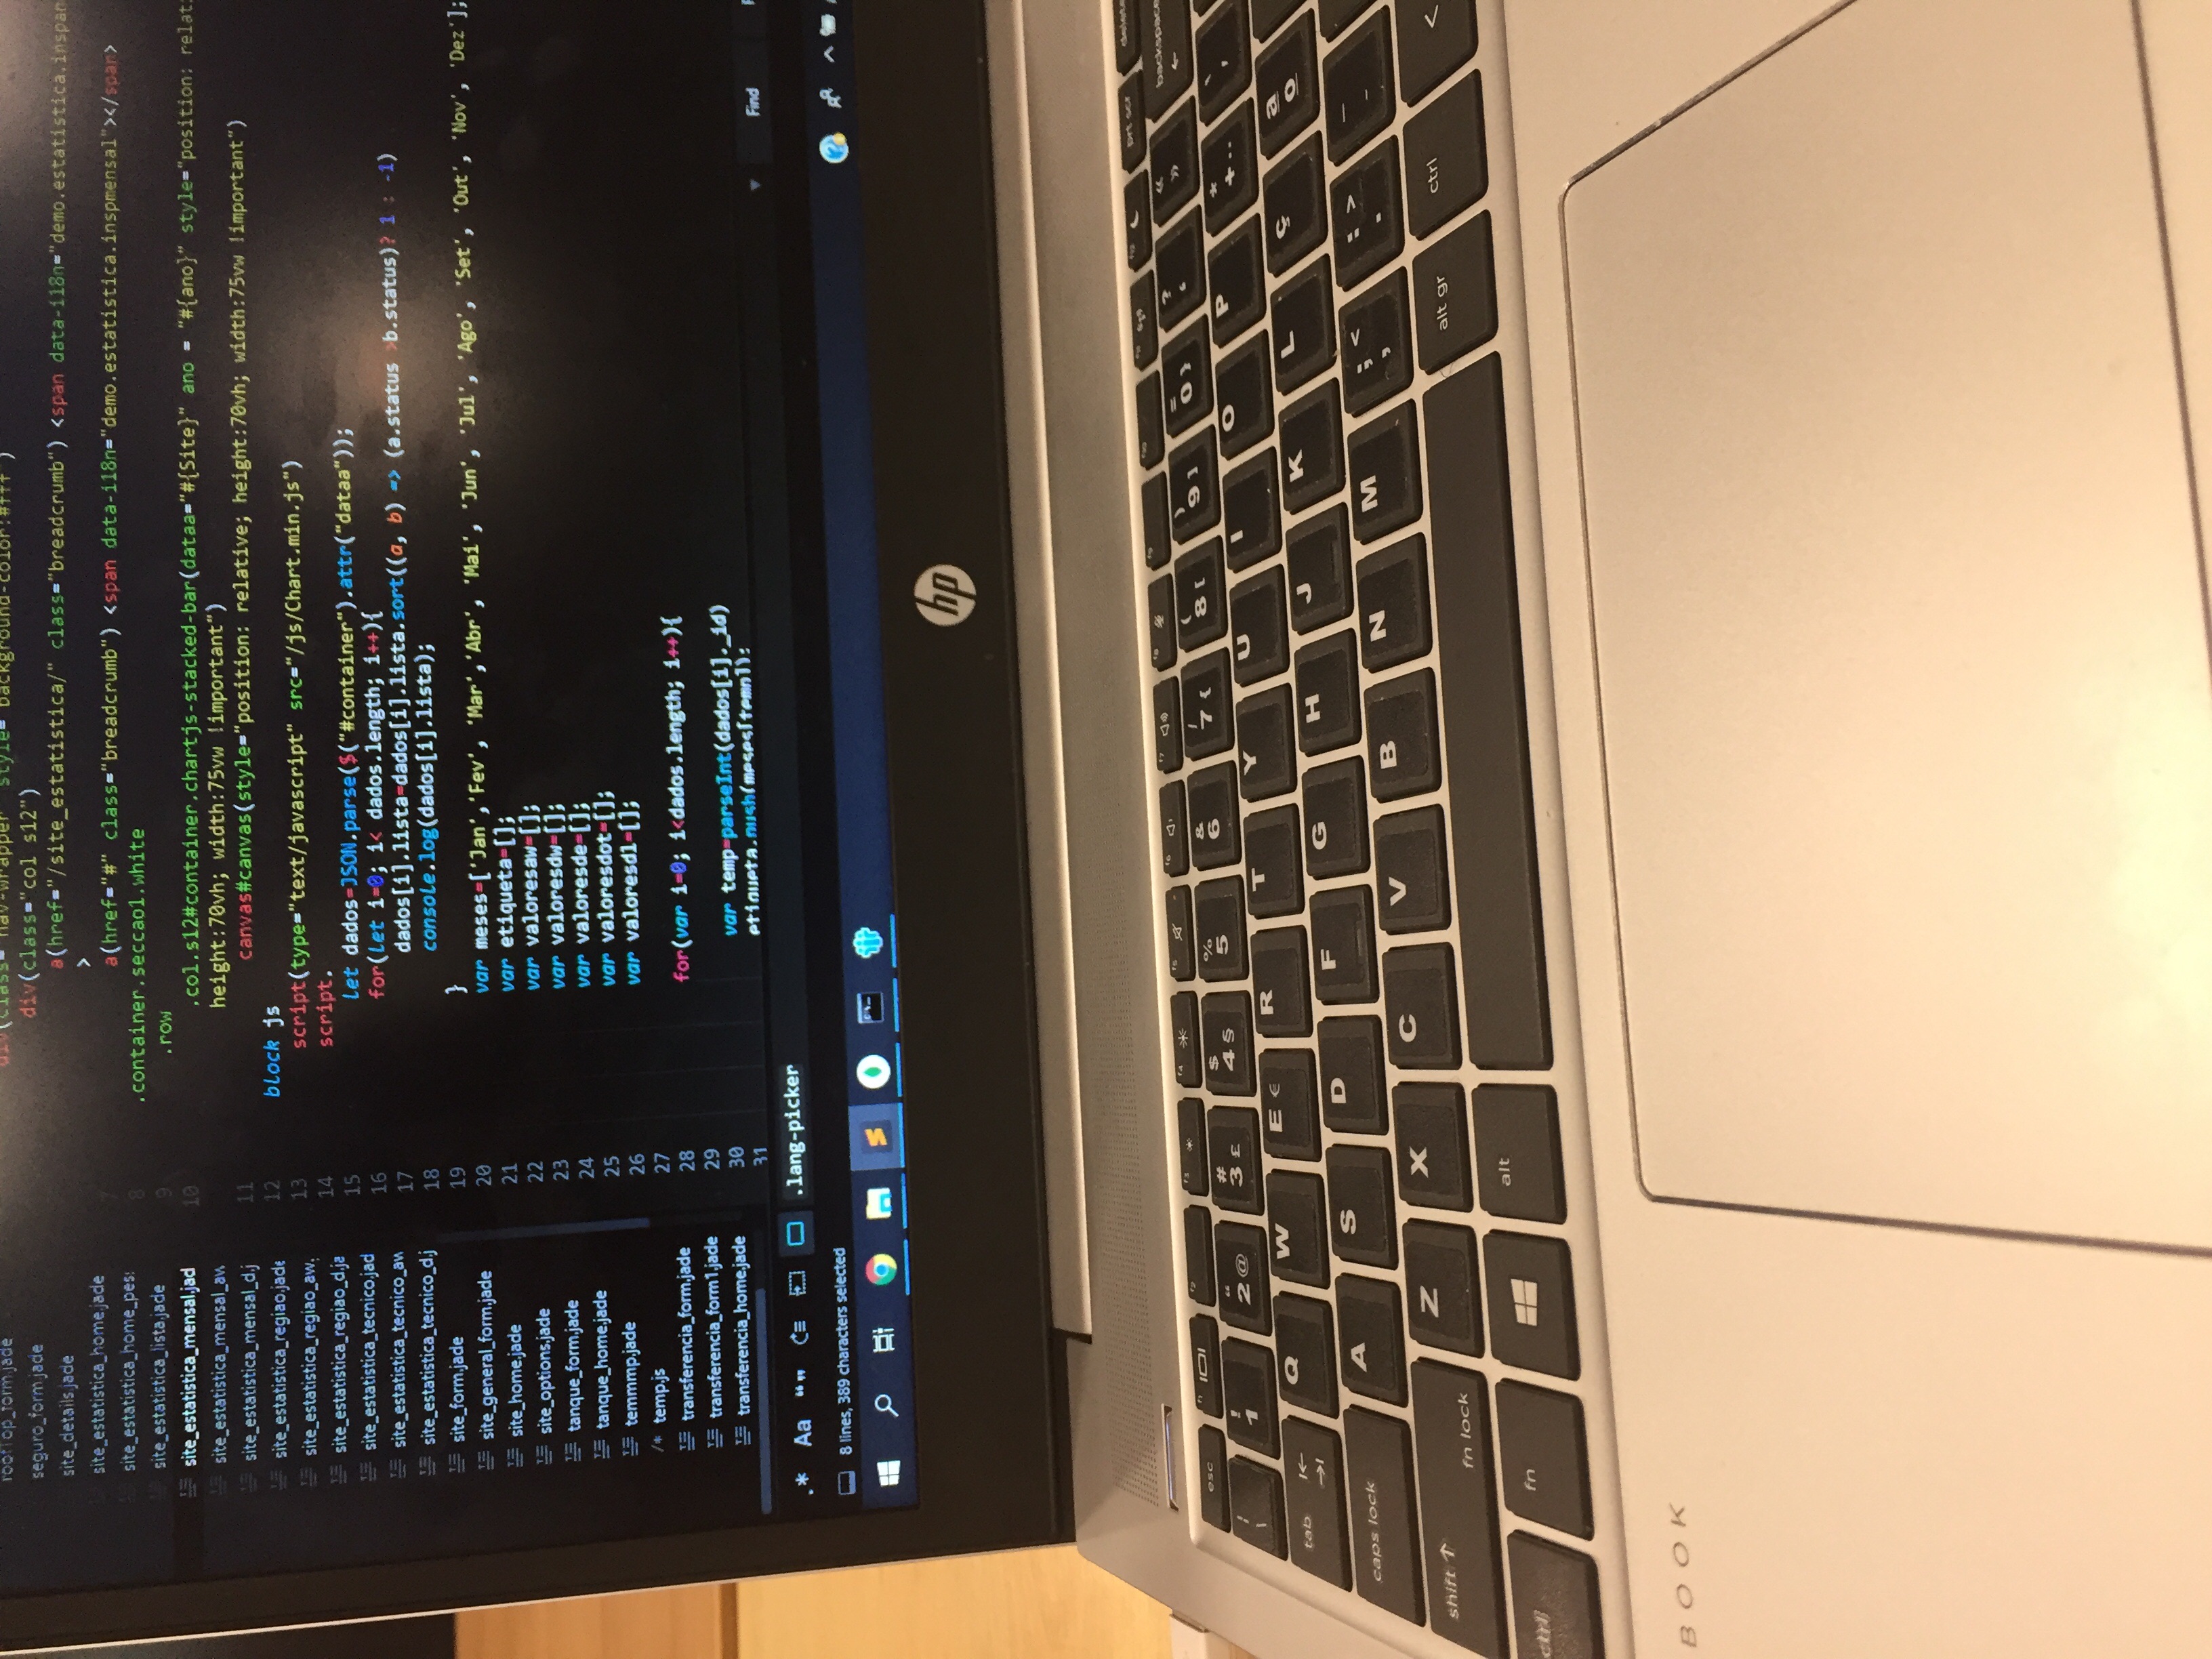 roofTop_form.jade
seguro_form.jade
site_details.jade
site_estatistica_home.jade
site_estatistica_home_pes
site_estatistica_lista.jade
site_estatistica_mensal.jad
site_estatistica_mensal_aw
site_estatistica_mensal_d.j
site_estatistica_regiao.jade
site_estatistica_regiao_aw.
site_estatistica_regiao_d.ja
site_estatistica_tecnico.jad
site_estatistica_tecnico_aw
site_estatistica_tecnico_d.j
site_form.jade
site_general_form.jade
site_home.jade
site_options.jade
tanque_form.jade
tanque_home.jade
temmmp.jade
/* temp.js
transferencia_form.jade
transferencia_form1.jade
transferencia_home.jade
div(class="nav-wrapper" style="background-color:#fff")
div(class="col s12")
a(href="/site_estatistica/" class="breadcrumb") <span data-i18n="demo.estatistica.inspan
>
7 a(href="#" class="breadcrumb") <span data-i18n="demo.estatistica.inspmensal"></span>
8 .container.seccao1.white
9 .row
10 .col.s12#container.chartjs-stacked-bar(dataa="#{Site}" ano = "#{ano}" style="position: relat
height:70vh; width:75vw !important")
11 canvas#canvas(style="position: relative; height:70vh; width:75vw !important")
12 block js
13 script(type="text/javascript" src="/js/Chart.min.js")
14 script.
15 let dados=JSON.parse($("#container").attr("dataa"));
16 for(let i=0; i< dados.length; i++){
17 dados[i].lista=dados[i].lista.sort((a, b) => (a.status >b.status)? 1 : -1)
18 console.log(dados[i].lista);
19 }
20 var meses=['Jan','Fev', 'Mar','Abr', 'Mai', 'Jun', 'Jul', 'Ago', 'Set', 'Out', 'Nov', 'Dez'];
21 var etiqueta=[];
22 var valoresaw=[];
23 var valoresdw=[];
24 var valoresde=[];
25 var valoresdot=[];
26 var valoresdl=[];
27
28 for(var i=0; i<dados.length; i++){
29
30 var temp=parseInt(dados[i]._id)
31 etiqueta.push(meses[temp]);
.* Aa “” .lang-picker Find
8 lines, 389 characters selected
hp
esc f1 f2 f3 f4 f5 f6 f7 f8 f9 f10 f11 f12 prt scr delete
| \ ! 1 " 2 @ # 3 £ $ 4 § % 5 & 6 / 7 { ( 8 [ ) 9 ] = 0 } ? ' « » backspace
tab Q W E € R T Y U I O P * + ¨ ` ´
caps lock A S D F G H J K L Ç ª º
shift fn lock Z X C V B N M ; , < : . > _ -
ctrl fn alt alt gr ctrl <
BOOK